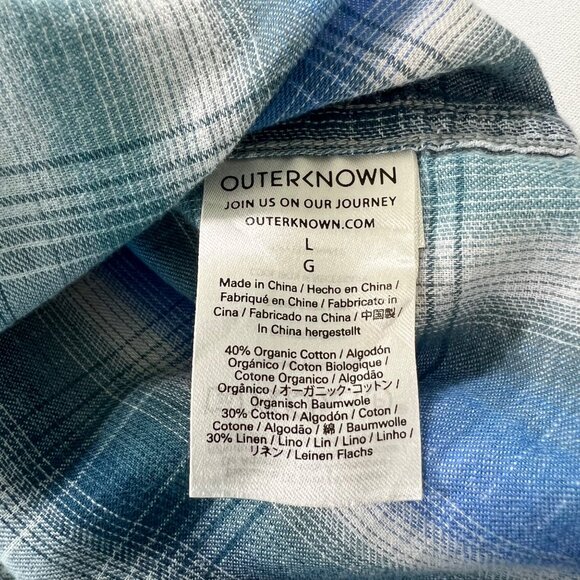 OUTERKNOWN
JOIN US ON OUR JOURNEY
OUTERKNOWN.COM
L
G
Made in China / Hecho en China /
Fabriqué en Chine / Fabbricato in
Cina / Fabricado na China / 中国製 /
In China hergestellt
40% Organic Cotton / Algodón
Orgánico / Coton Biologique /
Cotone Organico / Algodão
Orgânico / オーガニック・コットン /
Organisch Baumwole
30% Cotton / Algodón / Coton /
Cotone / Algodão / 綿 / Baumwolle
30% Linen / Lino / Lin / Lino / Linho /
リネン / Leinen Flachs